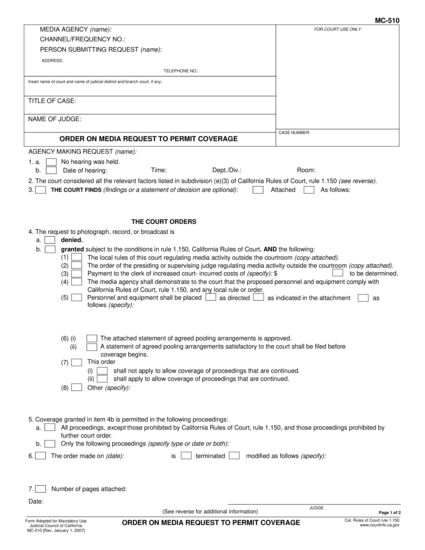 MC-510
MEDIA AGENCY (name):
CHANNEL/FREQUENCY NO.:
PERSON SUBMITTING REQUEST (name):
ADDRESS:
TELEPHONE NO.:
FOR COURT USE ONLY
Insert name of court and name of judicial district and branch court, if any:
TITLE OF CASE:
NAME OF JUDGE:
ORDER ON MEDIA REQUEST TO PERMIT COVERAGE
CASE NUMBER:
AGENCY MAKING REQUEST (name):
1. a. No hearing was held.
b. Date of hearing: Time: Dept./Div.: Room:
2. The court considered all the relevant factors listed in subdivision (e)(3) of California Rules of Court, rule 1.150 (see reverse).
3. THE COURT FINDS (findings or a statement of decision are optional): Attached As follows:
THE COURT ORDERS
4. The request to photograph, record, or broadcast is
a. denied.
b. granted subject to the conditions in rule 1.150, California Rules of Court, AND the following:
(1) The local rules of this court regulating media activity outside the courtroom (copy attached).
(2) The order of the presiding or supervising judge regulating media activity outside the courtroom (copy attached).
(3) Payment to the clerk of increased court- incurred costs of (specify): $ to be determined.
(4) The media agency shall demonstrate to the court that the proposed personnel and equipment comply with
California Rules of Court, rule 1.150, and any local rule or order.
(5) Personnel and equipment shall be placed as directed as indicated in the attachment as
follows (specify):
(6) (i) The attached statement of agreed pooling arrangements is approved.
(ii) A statement of agreed pooling arrangements satisfactory to the court shall be filed before
coverage begins.
(7) This order
(i) shall not apply to allow coverage of proceedings that are continued.
(ii) shall apply to allow coverage of proceedings that are continued.
(8) Other (specify):
5. Coverage granted in item 4b is permitted in the following proceedings:
a. All proceedings, except those prohibited by California Rules of Court, rule 1.150, and those proceedings prohibited by
further court order.
b. Only the following proceedings (specify type or date or both):
6. The order made on (date): is terminated modified as follows (specify):
7. Number of pages attached:
Date:
JUDGE
(See reverse for additional information)
Page 1 of 2
Form Adopted for Mandatory Use
Judicial Council of California
MC-510 [Rev. January 1, 2007]
ORDER ON MEDIA REQUEST TO PERMIT COVERAGE
Cal. Rules of Court rule 1.150
www.courtinfo.ca.gov